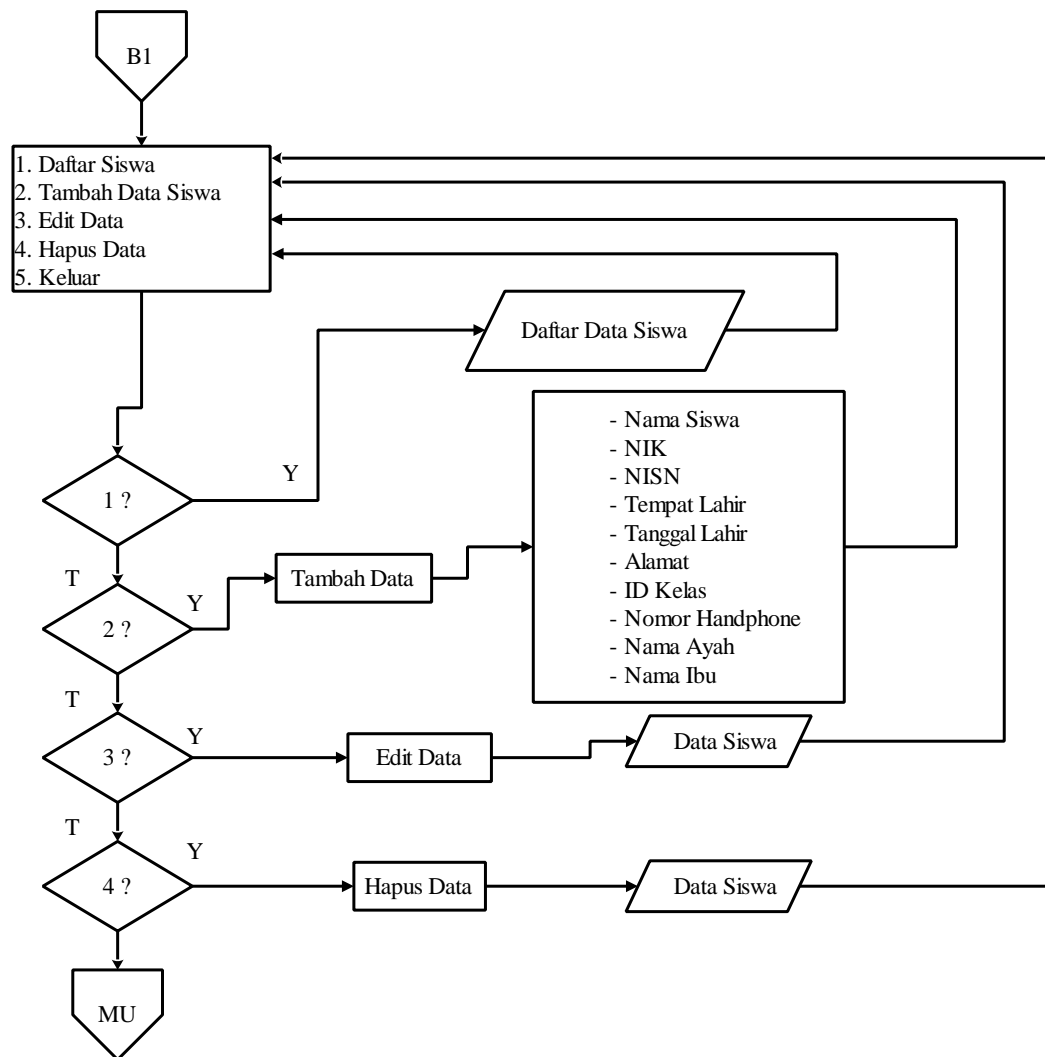 B1
1. Daftar Siswa
2. Tambah Data Siswa
3. Edit Data
4. Hapus Data
5. Keluar
Daftar Data Siswa
- Nama Siswa
- NIK
- NISN
- Tempat Lahir
- Tanggal Lahir
- Alamat
- ID Kelas
- Nomor Handphone
- Nama Ayah
- Nama Ibu
1 ?
Y
T
2 ?
Y
Tambah Data
T
3 ?
Y
Edit Data
Data Siswa
T
4 ?
Y
Hapus Data
Data Siswa
MU